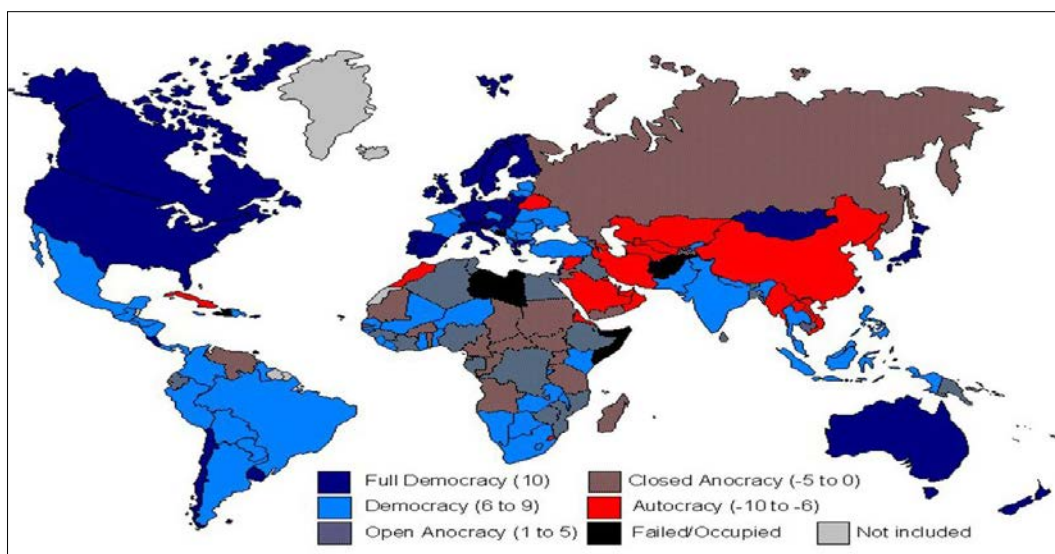 Full Democracy (10)
Closed Anocracy (-5 to 0)
Democracy (6 to 9)
Autocracy (-10 to -6)
Open Anocracy (1 to 5)
Failed/Occupied
Not included